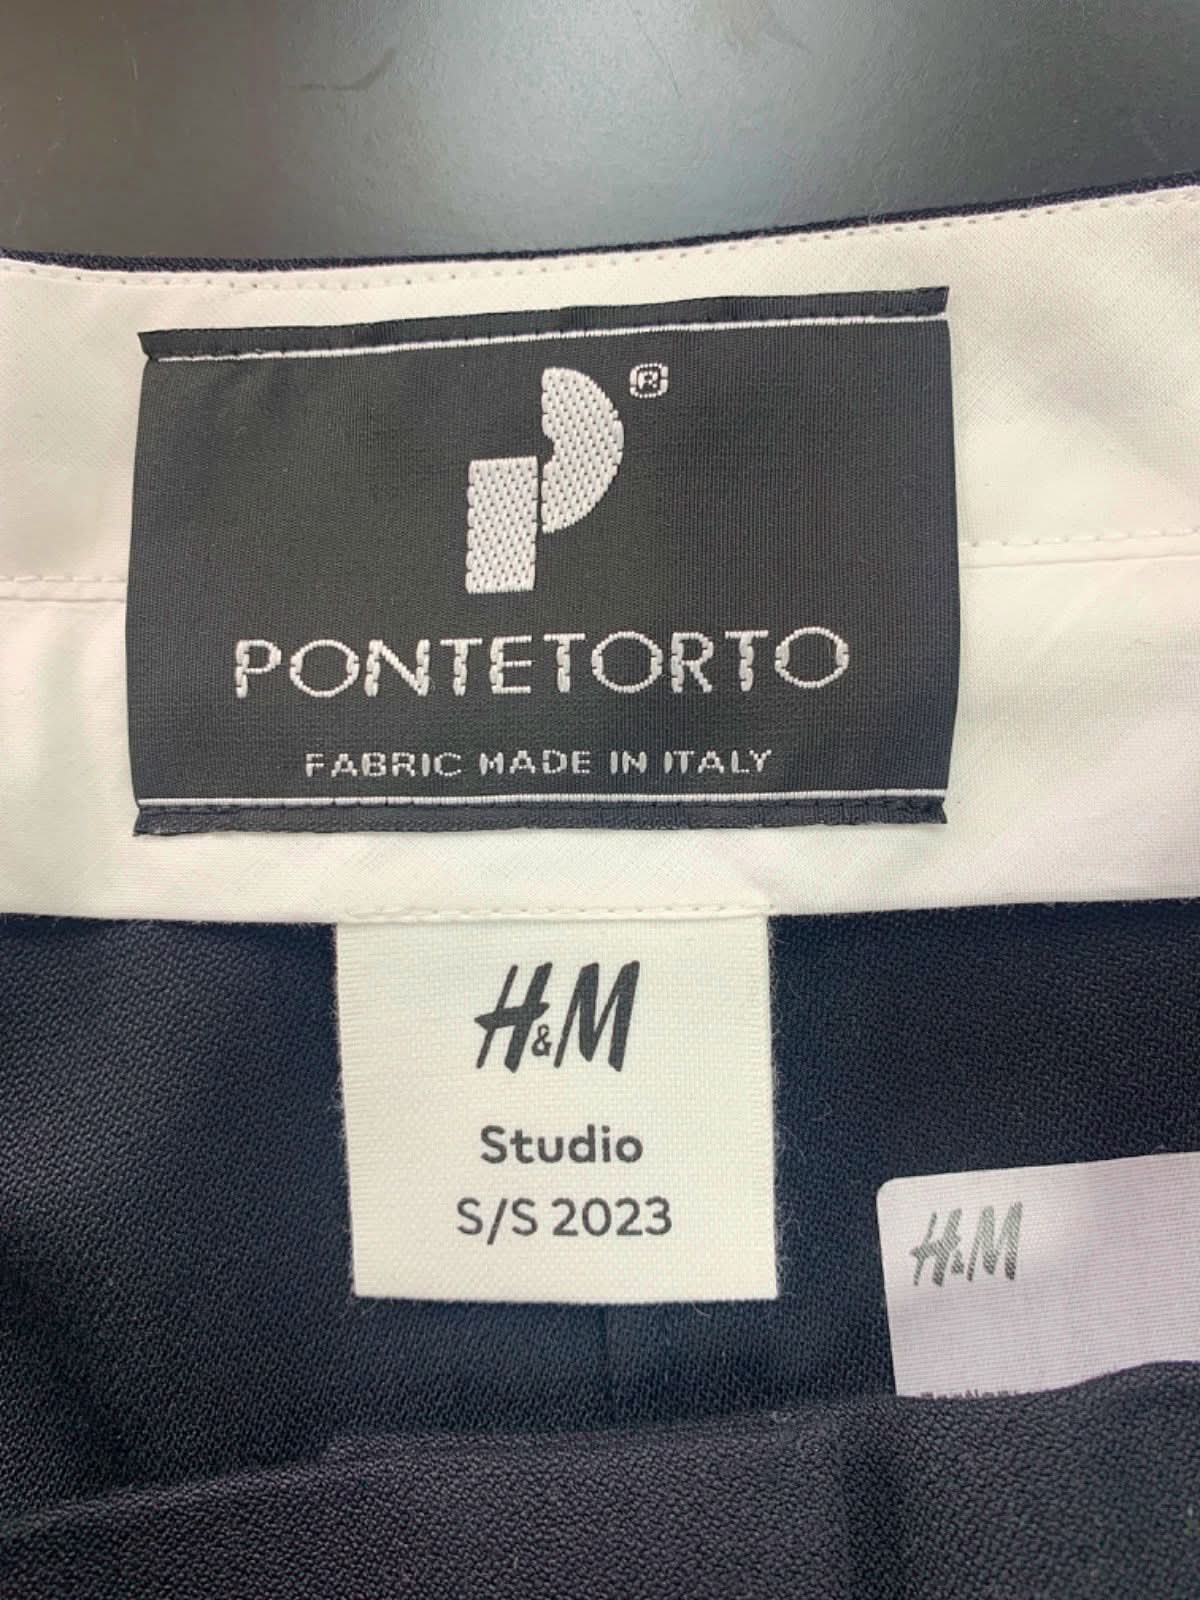 ®
PONTETORTO
FABRIC MADE IN ITALY
H&M
Studio
S/S 2023
H&M